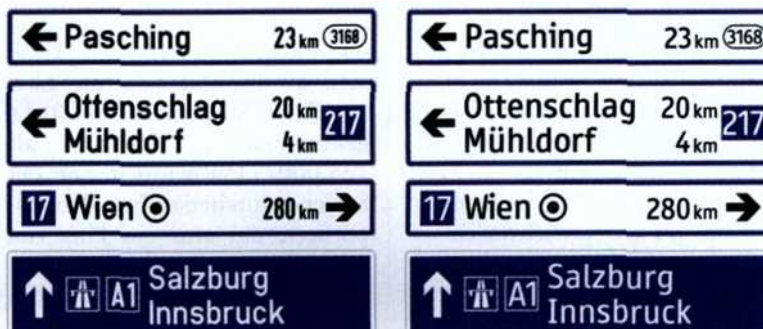 ← Pasching 23 km 3168
← Ottenschlag 20 km 217
Mühldorf 4 km
17 Wien 280 km →
↑ A1 Salzburg
Innsbruck
← Pasching 23 km 3168
← Ottenschlag 20 km 217
Mühldorf 4 km
17 Wien 280 km →
↑ A1 Salzburg
Innsbruck